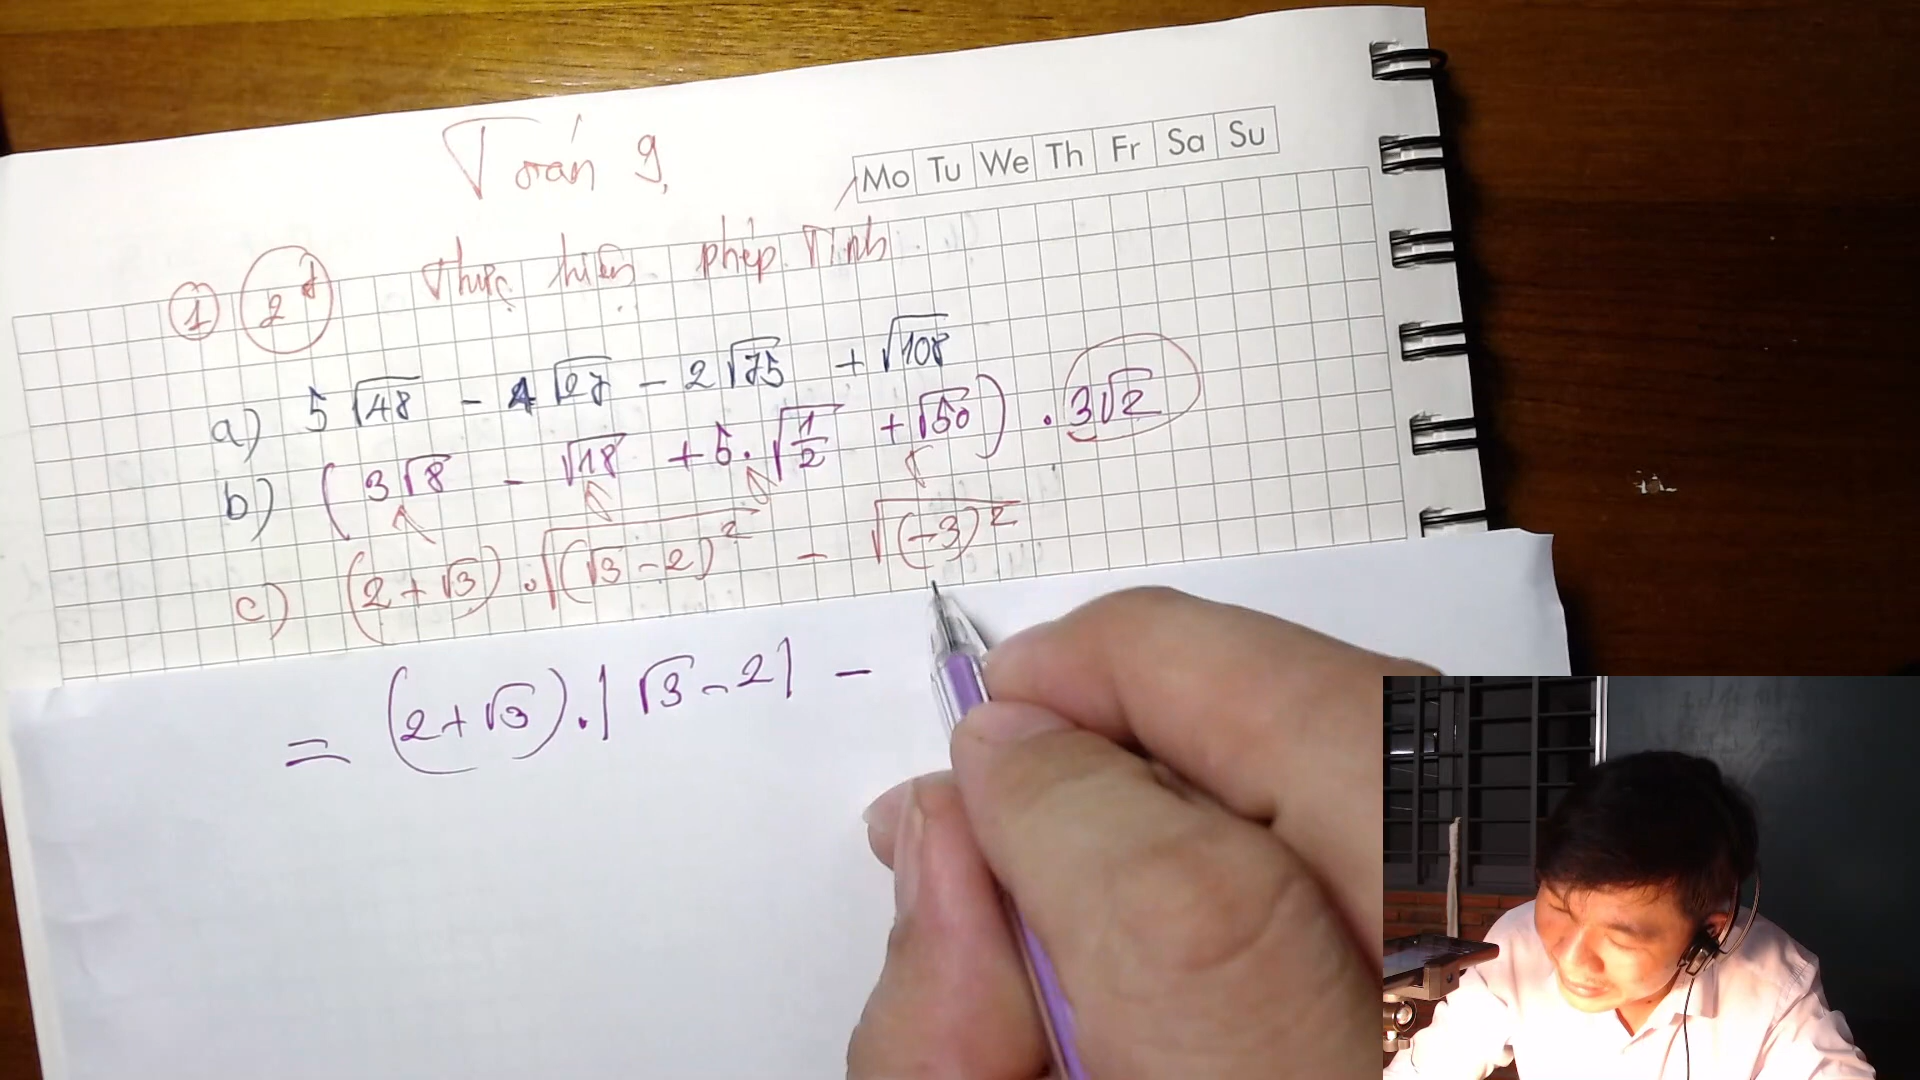 Toán 9
Mo Tu We Th Fr Sa Su
① 2đ Thực hiện phép tính
a) 5√48 - 4√27 - 2√75 + √108
b) (3√8 - √18 + 5.√(1/2) + √50) . 3√2
c) (2+√3).√(√3-2)² - √(-3)²
= (2+√3).|√3-2| -